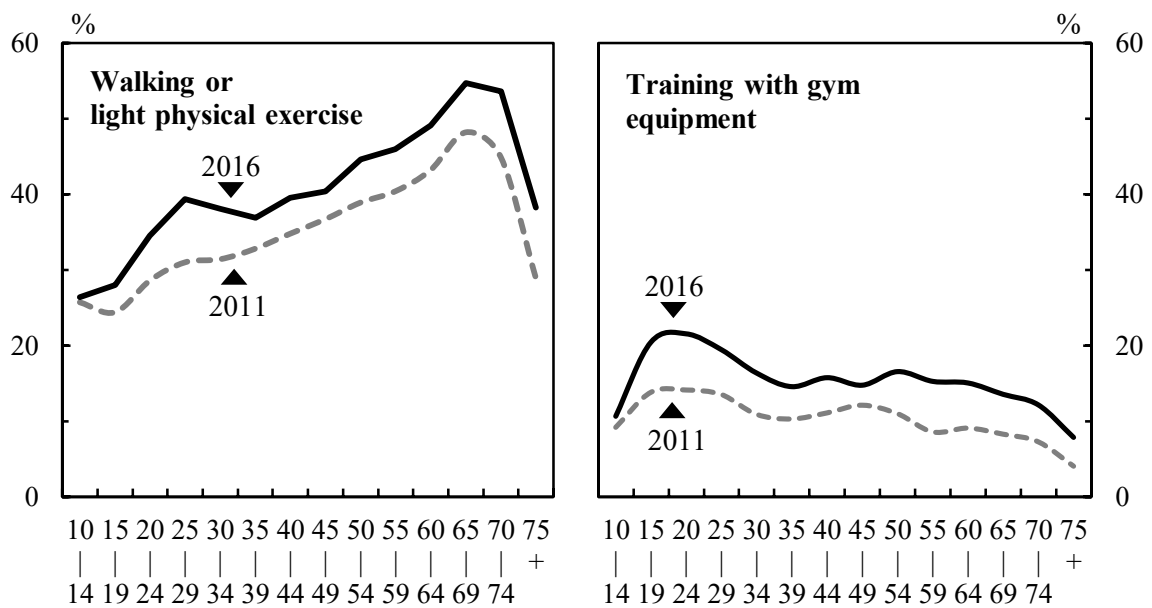 %
60
40
20
0
Walking or
light physical exercise
2016
2011
10 15 20 25 30 35 40 45 50 55 60 65 70 75
| | | | | | | | | | | | | +
14 19 24 29 34 39 44 49 54 59 64 69 74
%
60
40
20
0
Training with gym
equipment
2016
2011
10 15 20 25 30 35 40 45 50 55 60 65 70 75
| | | | | | | | | | | | | +
14 19 24 29 34 39 44 49 54 59 64 69 74